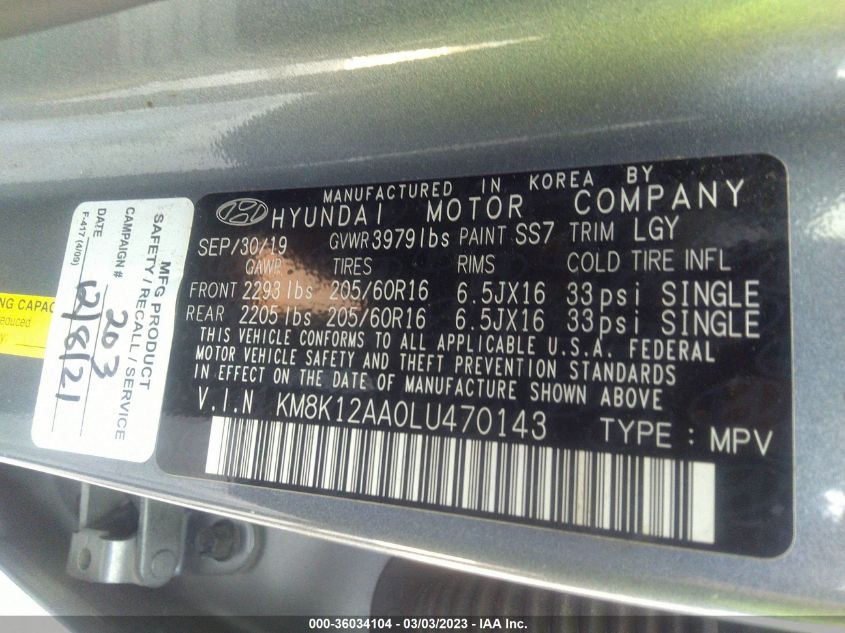 MANUFACTURED IN KOREA BY
HYUNDAI MOTOR COMPANY
SEP/30/19 GVWR 3979lbs PAINT SS7 TRIM LGY
GAWR TIRES RIMS COLD TIRE INFL
FRONT 2293lbs 205/60R16 6.5JX16 33psi SINGLE
REAR 2205lbs 205/60R16 6.5JX16 33psi SINGLE
THIS VEHICLE CONFORMS TO ALL APPLICABLE U.S.A. FEDERAL
MOTOR VEHICLE SAFETY AND THEFT PREVENTION STANDARDS
IN EFFECT ON THE DATE OF MANUFACTURE SHOWN ABOVE.
V.I.N KM8K12AA0LU470143 TYPE : MPV
MFG PRODUCT
SAFETY / RECALL / SERVICE
CAMPAIGN # 203
DATE 12/8/21
F-417 (4/09)
NG CAPAC
reduced
y:
000-36034104 — 03/03/2023 — IAA Inc.